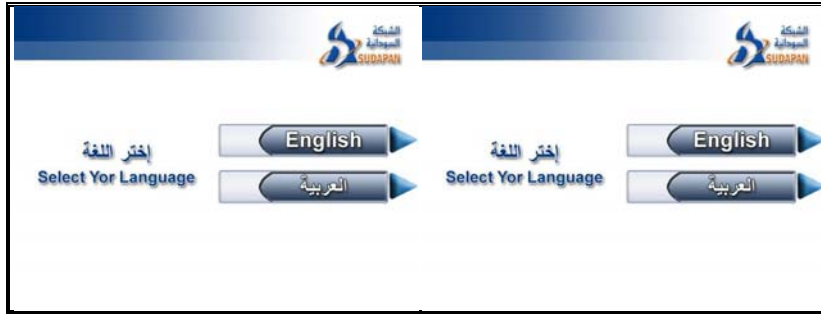 الشبكة
السودانية
SUDAPAN
English
إختر اللغة
Select Yor Language
العربية
الشبكة
السودانية
SUDAPAN
English
إختر اللغة
Select Yor Language
العربية